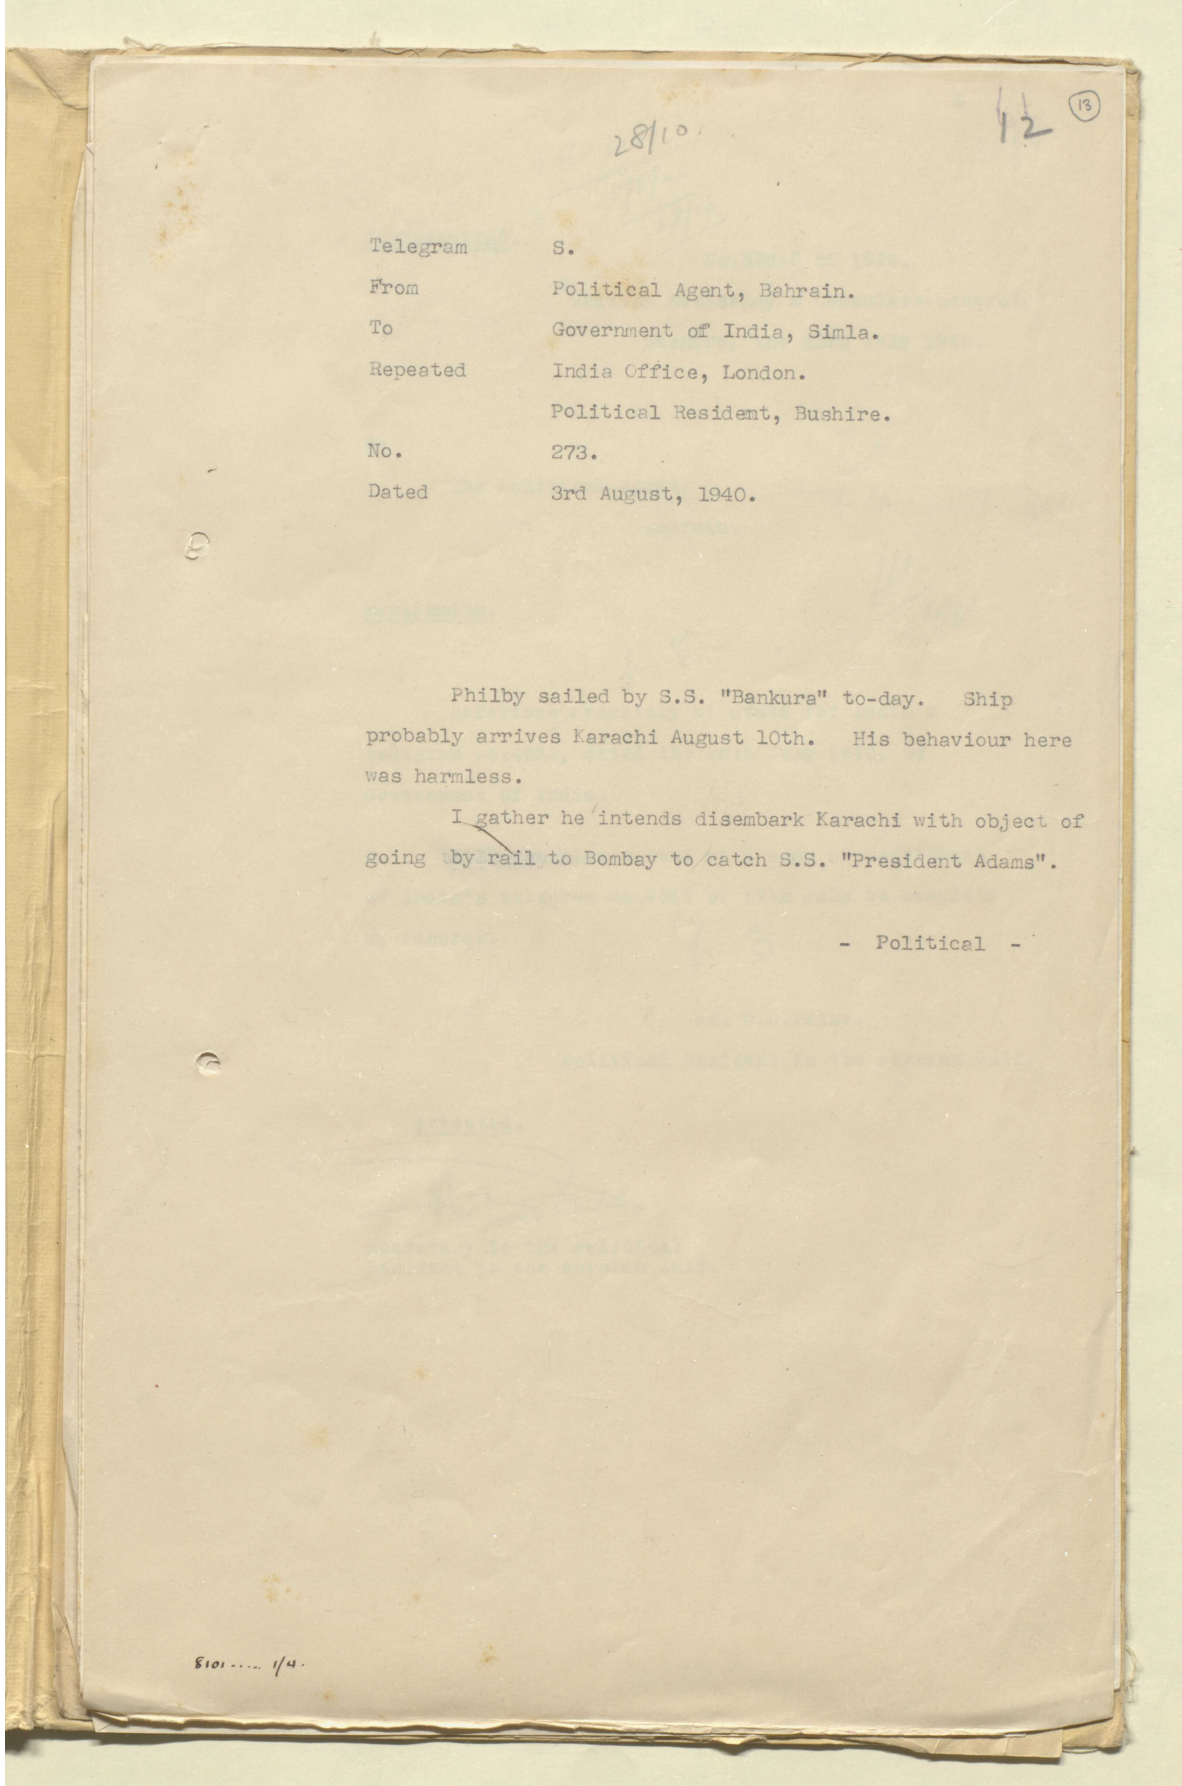 12 13
28/10.
Telegram S.
From Political Agent, Bahrain.
To Government of India, Simla.
Repeated India Office, London.
Political Resident, Bushire.
No. 273.
Dated 3rd August, 1940.
Philby sailed by S.S. "Bankura" to-day. Ship
probably arrives Karachi August 10th. His behaviour here
was harmless.
I gather he intends disembark Karachi with object of
going by rail to Bombay to catch S.S. "President Adams".
- Political -
8101..... 1/4.